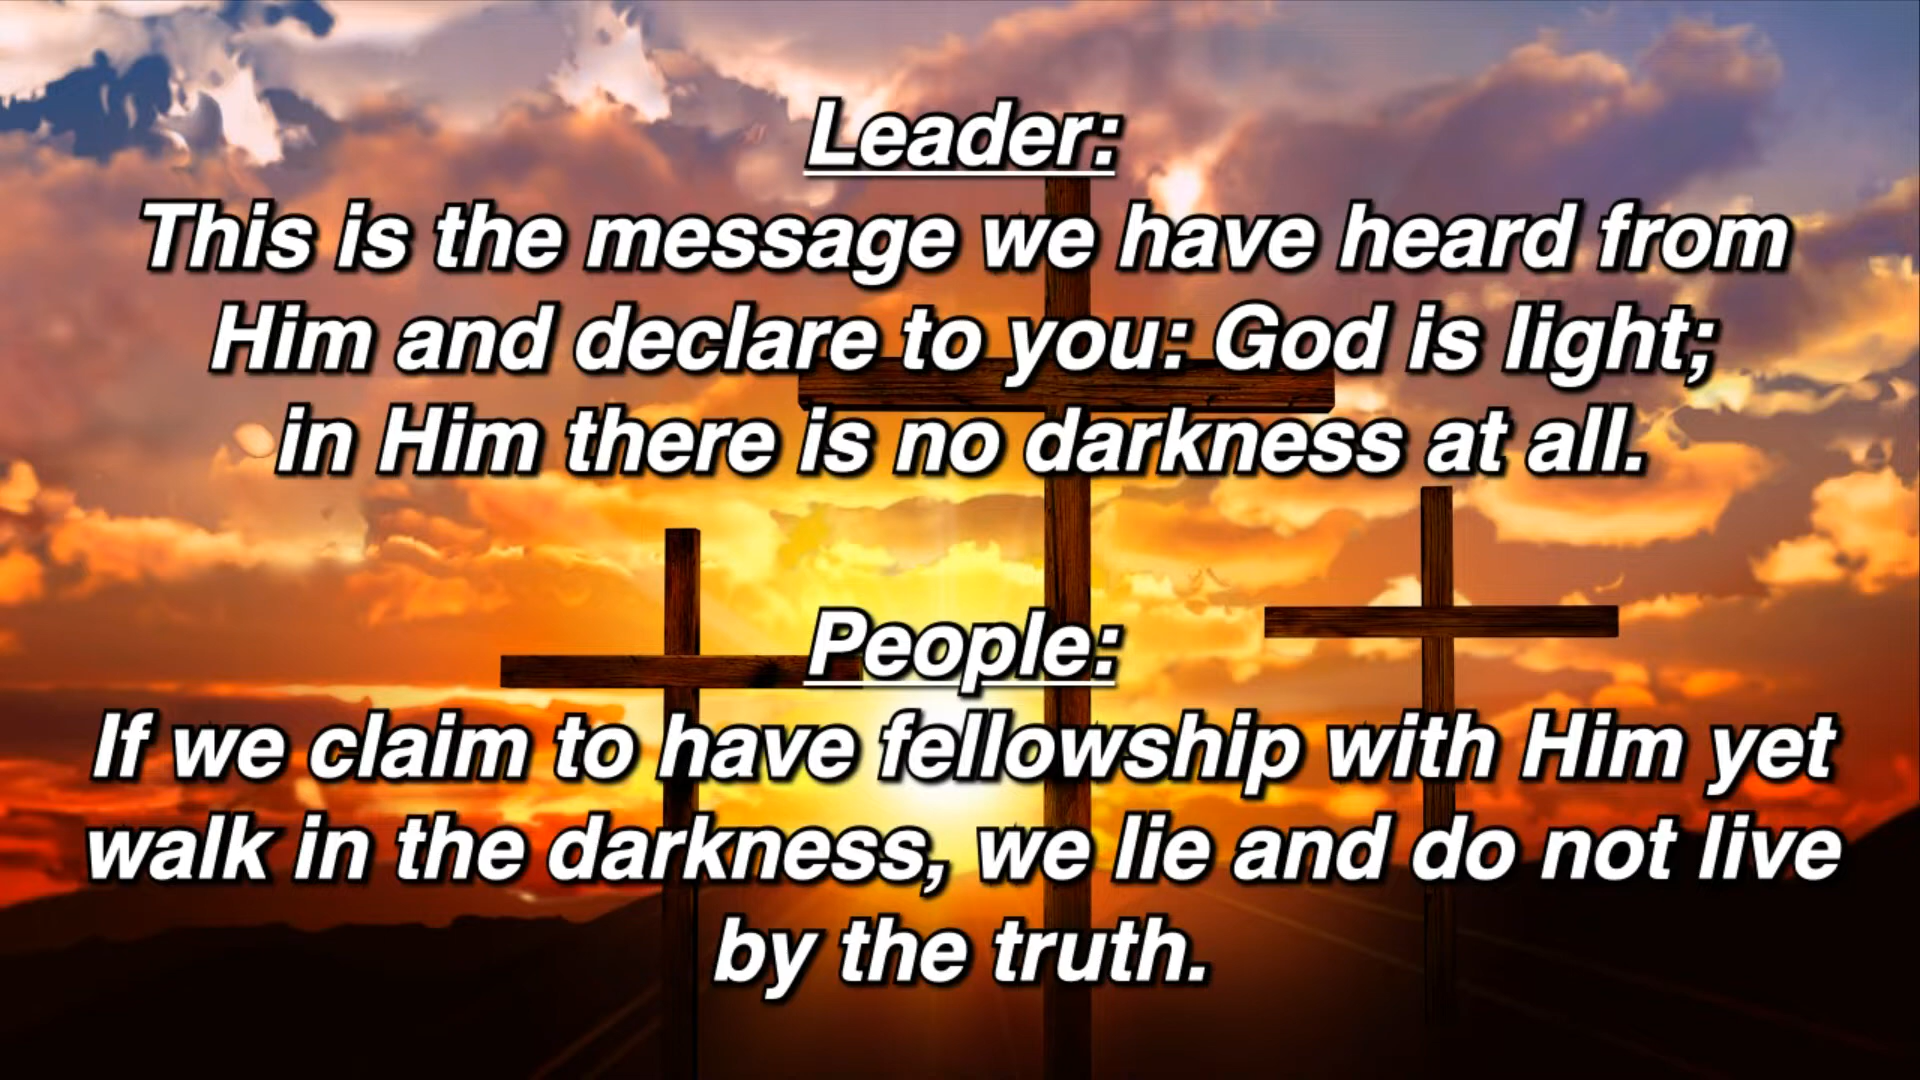 Leader:
This is the message we have heard from
Him and declare to you: God is light;
in Him there is no darkness at all.
People:
If we claim to have fellowship with Him yet
walk in the darkness, we lie and do not live
by the truth.